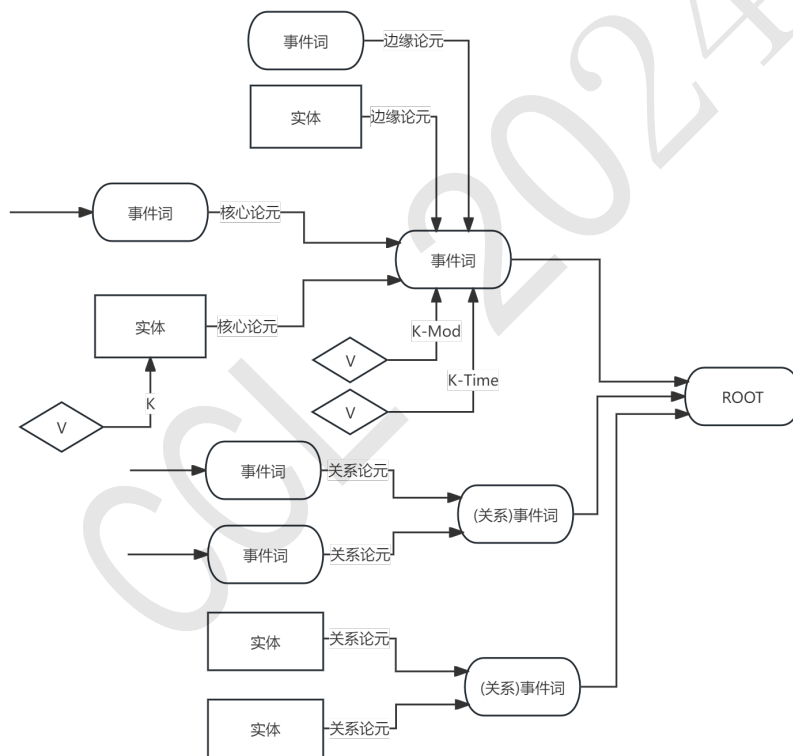 事件词
边缘论元
实体
边缘论元
事件词
核心论元
事件词
实体
核心论元
K-Mod
V
K-Time
V
K
V
ROOT
事件词
关系论元
(关系)事件词
事件词
关系论元
实体
关系论元
(关系)事件词
实体
关系论元
CCL 2024